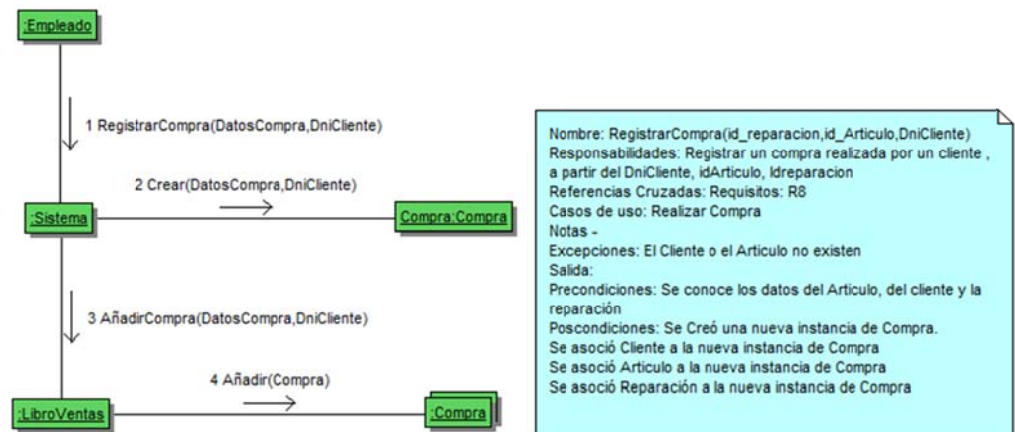 :Empleado
1 RegistrarCompra(DatosCompra,DniCliente)
2 Crear(DatosCompra,DniCliente)
:Sistema
Compra:Compra
3 AñadirCompra(DatosCompra,DniCliente)
4 Añadir(Compra)
:LibroVentas
:Compra
Nombre: RegistrarCompra(id_reparacion,id_Articulo,DniCliente)
Responsabilidades: Registrar un compra realizada por un cliente ,
a partir del DniCliente, idArticulo, Idreparacion
Referencias Cruzadas: Requisitos: R8
Casos de uso: Realizar Compra
Notas -
Excepciones: El Cliente o el Articulo no existen
Salida:
Precondiciones: Se conoce los datos del Articulo, del cliente y la
reparación
Poscondiciones: Se Creó una nueva instancia de Compra.
Se asoció Cliente a la nueva instancia de Compra
Se asoció Articulo a la nueva instancia de Compra
Se asoció Reparación a la nueva instancia de Compra